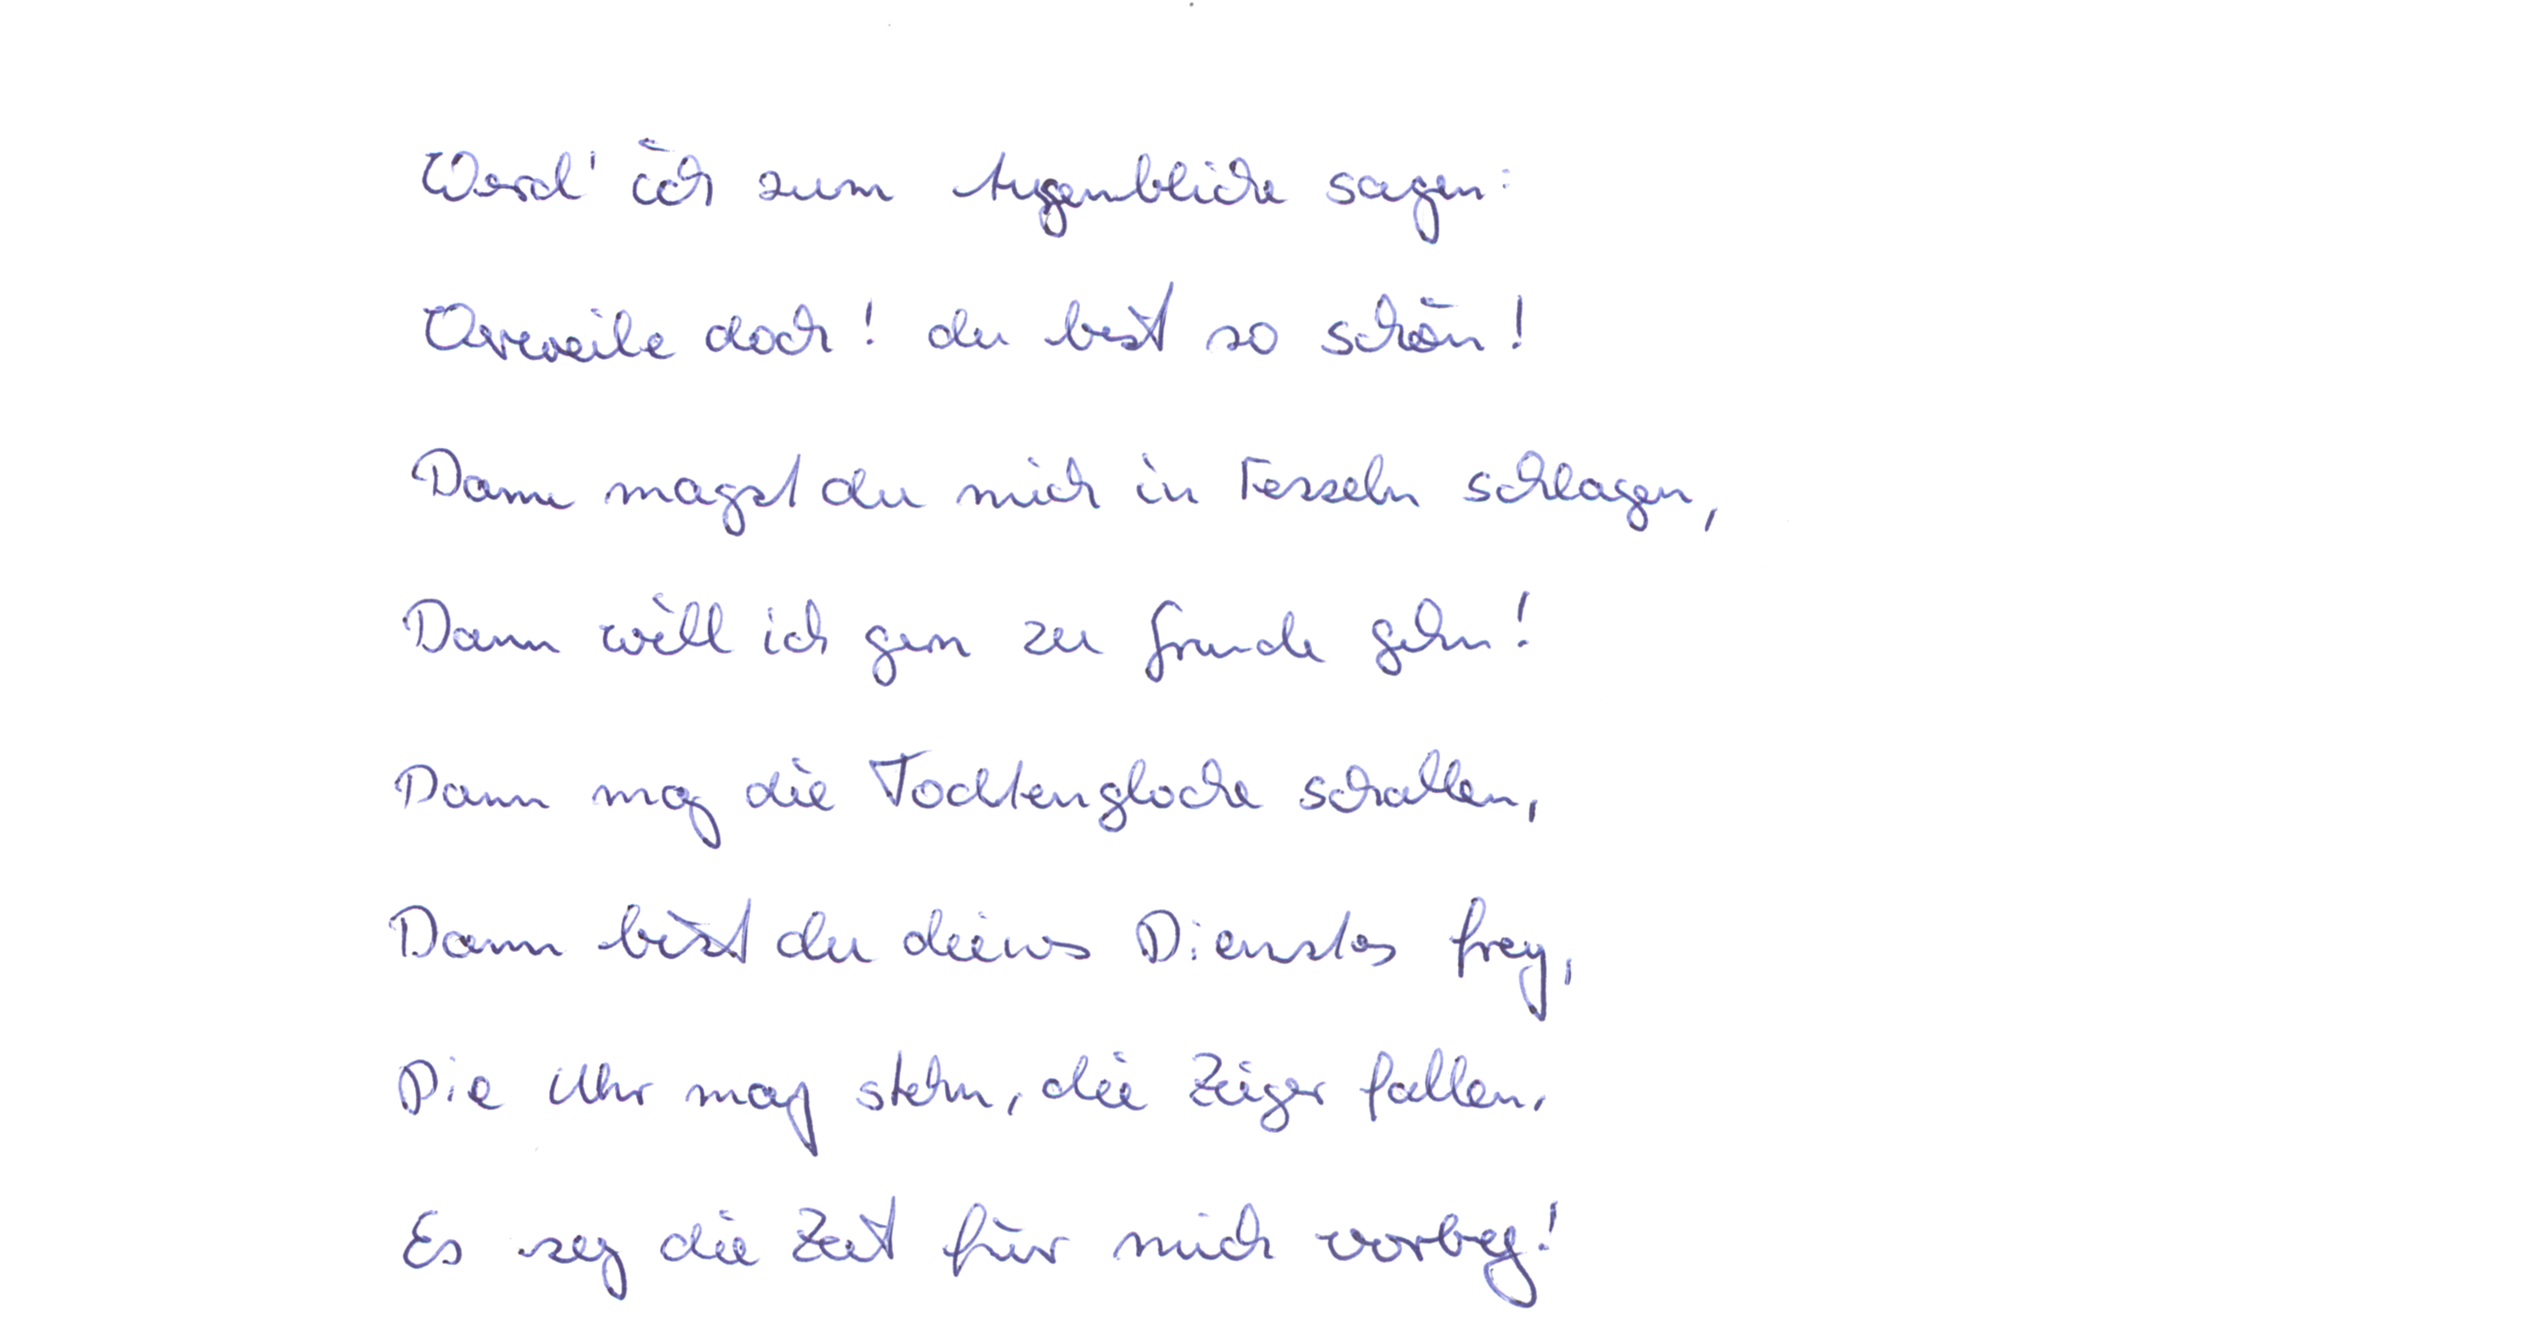 Werd' ich zum Augenblicke sagen:
Verweile doch! du bist so schön!
Dann magst du mich in Fesseln schlagen,
Dann will ich gern zu Grunde gehn!
Dann mag die Todtenglocke schallen,
Dann bist du deines Dienstes frey,
Die Uhr mag stehn, die Zeiger fallen,
Es sey die Zeit für mich vorbey!